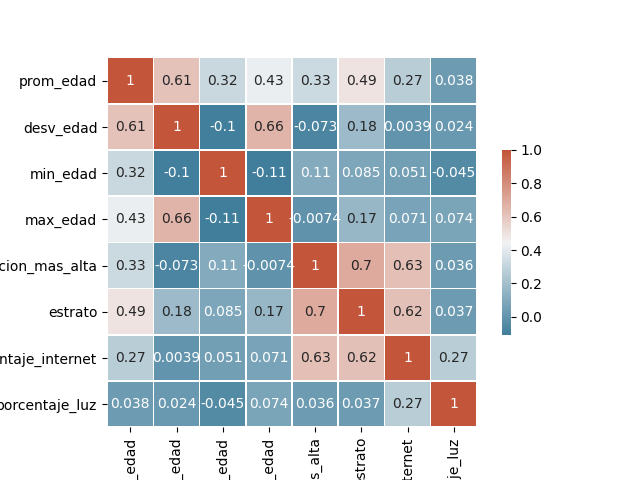 prom_edad 1 0.61 0.32 0.43 0.33 0.49 0.27 0.038
desv_edad 0.61 1 -0.1 0.66 -0.073 0.18 0.0039 0.024
min_edad 0.32 -0.1 1 -0.11 0.11 0.085 0.051 -0.045
max_edad 0.43 0.66 -0.11 1 -0.0074 0.17 0.071 0.074
cion_mas_alta 0.33 -0.073 0.11 -0.0074 1 0.7 0.63 0.036
estrato 0.49 0.18 0.085 0.17 0.7 1 0.62 0.037
ntaje_internet 0.27 0.0039 0.051 0.071 0.63 0.62 1 0.27
porcentaje_luz 0.038 0.024 -0.045 0.074 0.036 0.037 0.27 1
_edad _edad _edad _edad s_alta strato ternet je_luz
1.0
0.8
0.6
0.4
0.2
0.0